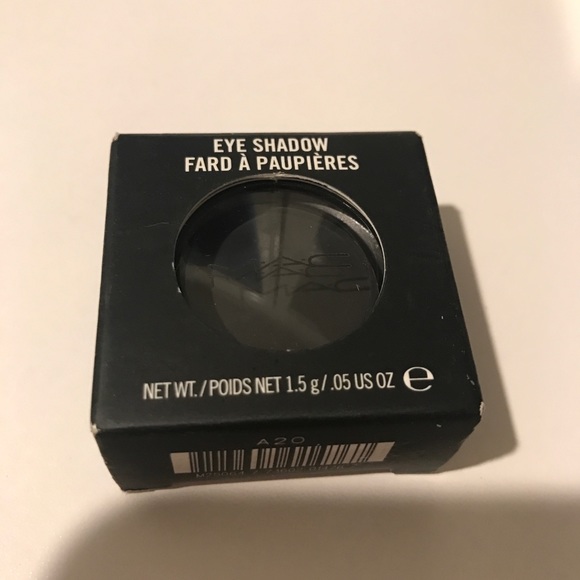 EYE SHADOW
FARD À PAUPIÈRES
NET WT./POIDS NET 1.5 g/.05 US OZ ℮
A20